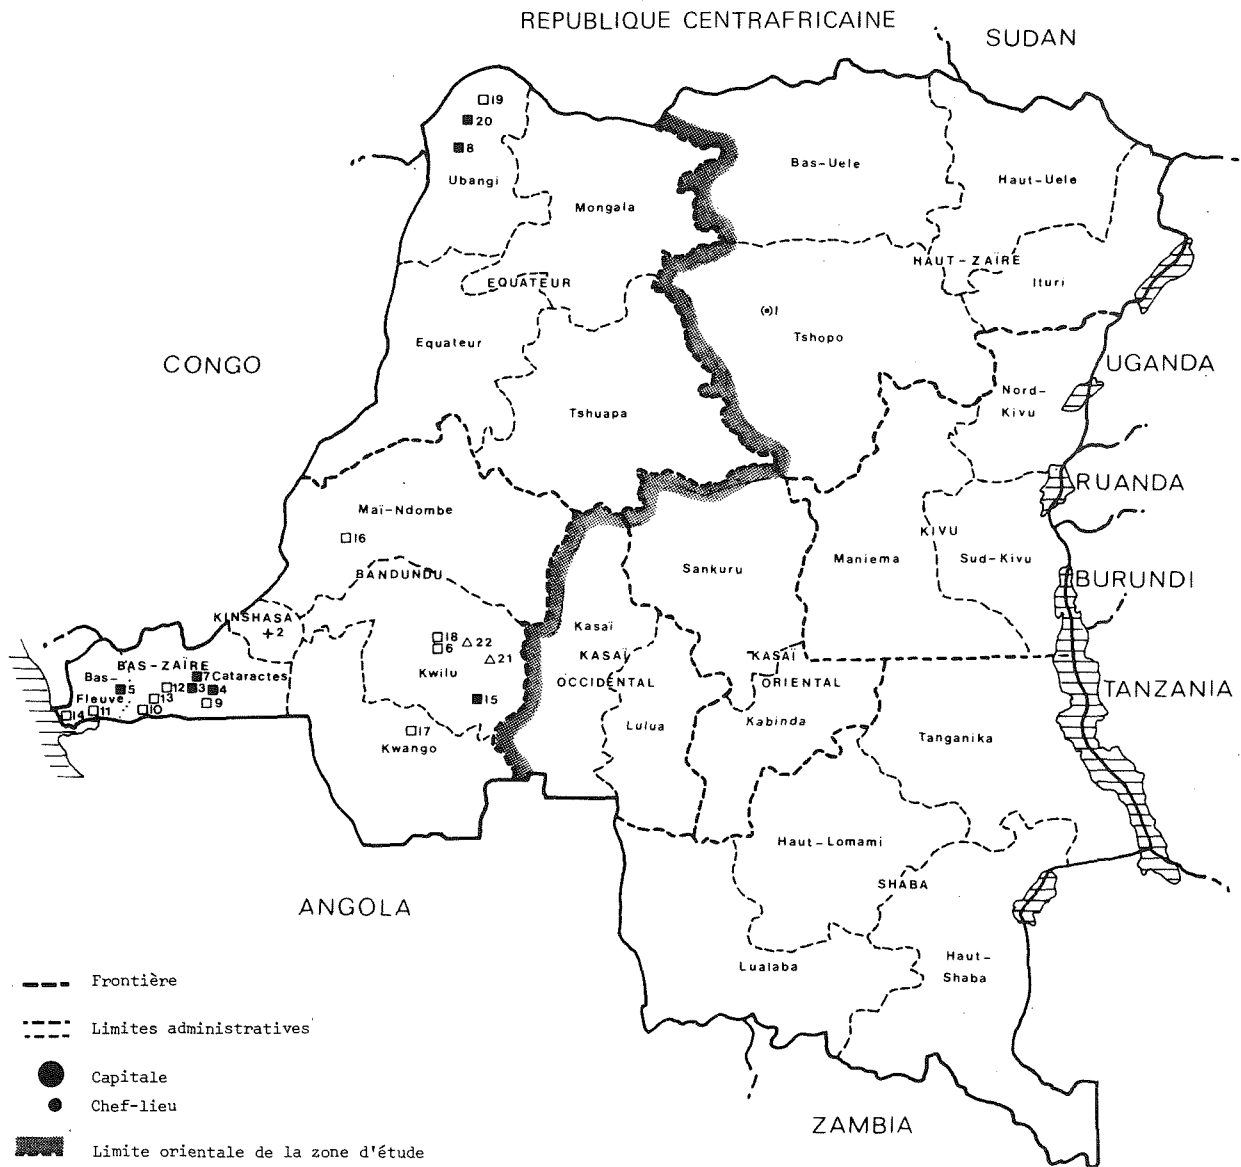 REPUBLIQUE CENTRAFRICAINE
SUDAN
19
20
8
Ubangi
Mongala
Bas-Uele
Haut-Uele
HAUT-ZAÏRE
Ituri
EQUATEUR
Equateur
1
Tshopo
CONGO
UGANDA
Nord-
Kivu
Tshuapa
RUANDA
Maï-Ndombe
16
KIVU
Maniema
Sud-Kivu
Sankuru
BANDUNDU
BURUNDI
KINSHASA
2
Kasaï
18
22
6
21
Kwilu
KASAÏ
OCCIDENTAL
KASAÏ
ORIENTAL
BAS-ZAÏRE
Bas-
Fleuve
7
Cataractes
5
12
3
4
13
9
14
11
10
15
TANZANIA
17
Kwango
Lulua
Kabinda
Tanganika
Haut-Lomami
SHABA
ANGOLA
Lualaba
Haut-
Shaba
ZAMBIA
Frontière
Limites administratives
Capitale
Chef-lieu
Limite orientale de la zone d'étude